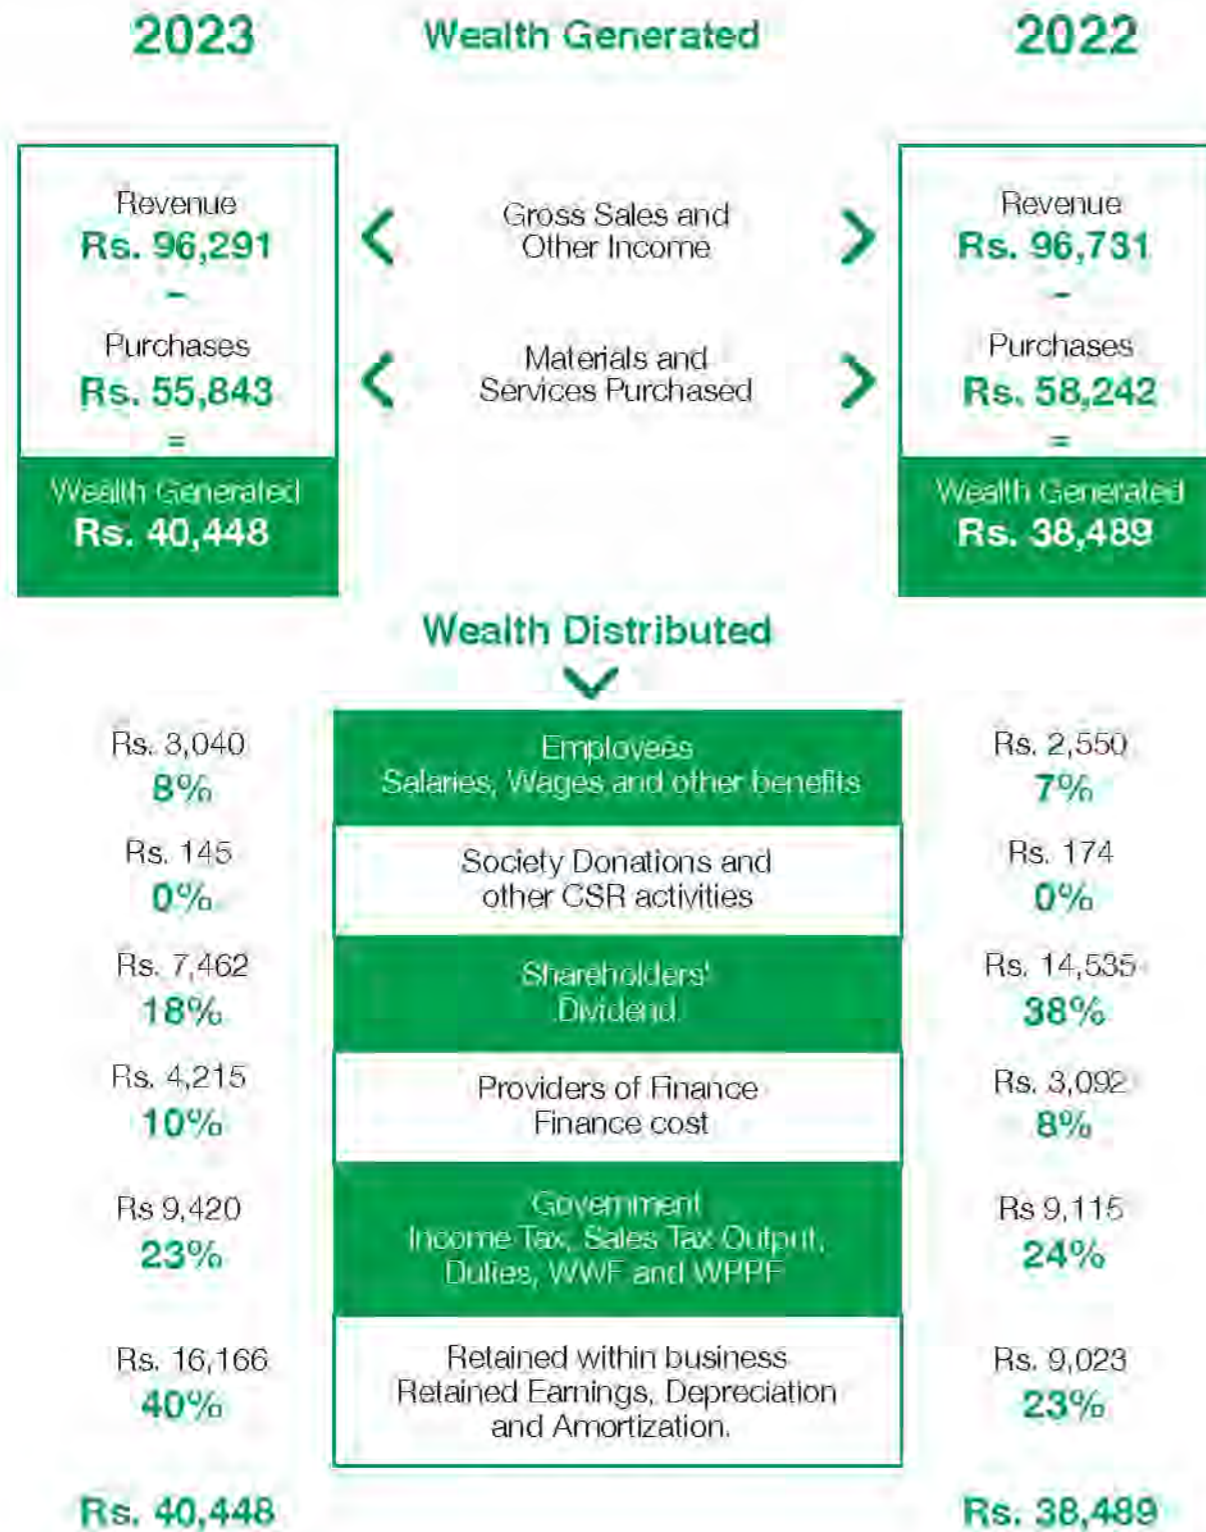 2023 Wealth Generated 2022
Revenue
Rs. 96,291
-
Purchases
Rs. 55,843
=
Wealth Generated
Rs. 40,448
Gross Sales and
Other Income
Materials and
Services Purchased
Revenue
Rs. 96,731
-
Purchases
Rs. 58,242
=
Wealth Generated
Rs. 38,489
Wealth Distributed
Rs. 3,040
8%
Employees
Salaries, Wages and other benefits
Rs. 2,550
7%
Rs. 145
0%
Society Donations and
other CSR activities
Rs. 174
0%
Rs. 7,462
18%
Shareholders'
Dividend
Rs. 14,535
38%
Rs. 4,215
10%
Providers of Finance
Finance cost
Rs. 3,092
8%
Rs 9,420
23%
Government
Income Tax, Sales Tax Output,
Duties, WWF and WPPF
Rs 9,115
24%
Rs. 16,166
40%
Retained within business
Retained Earnings, Depreciation
and Amortization.
Rs. 9,023
23%
Rs. 40,448
Rs. 38,489